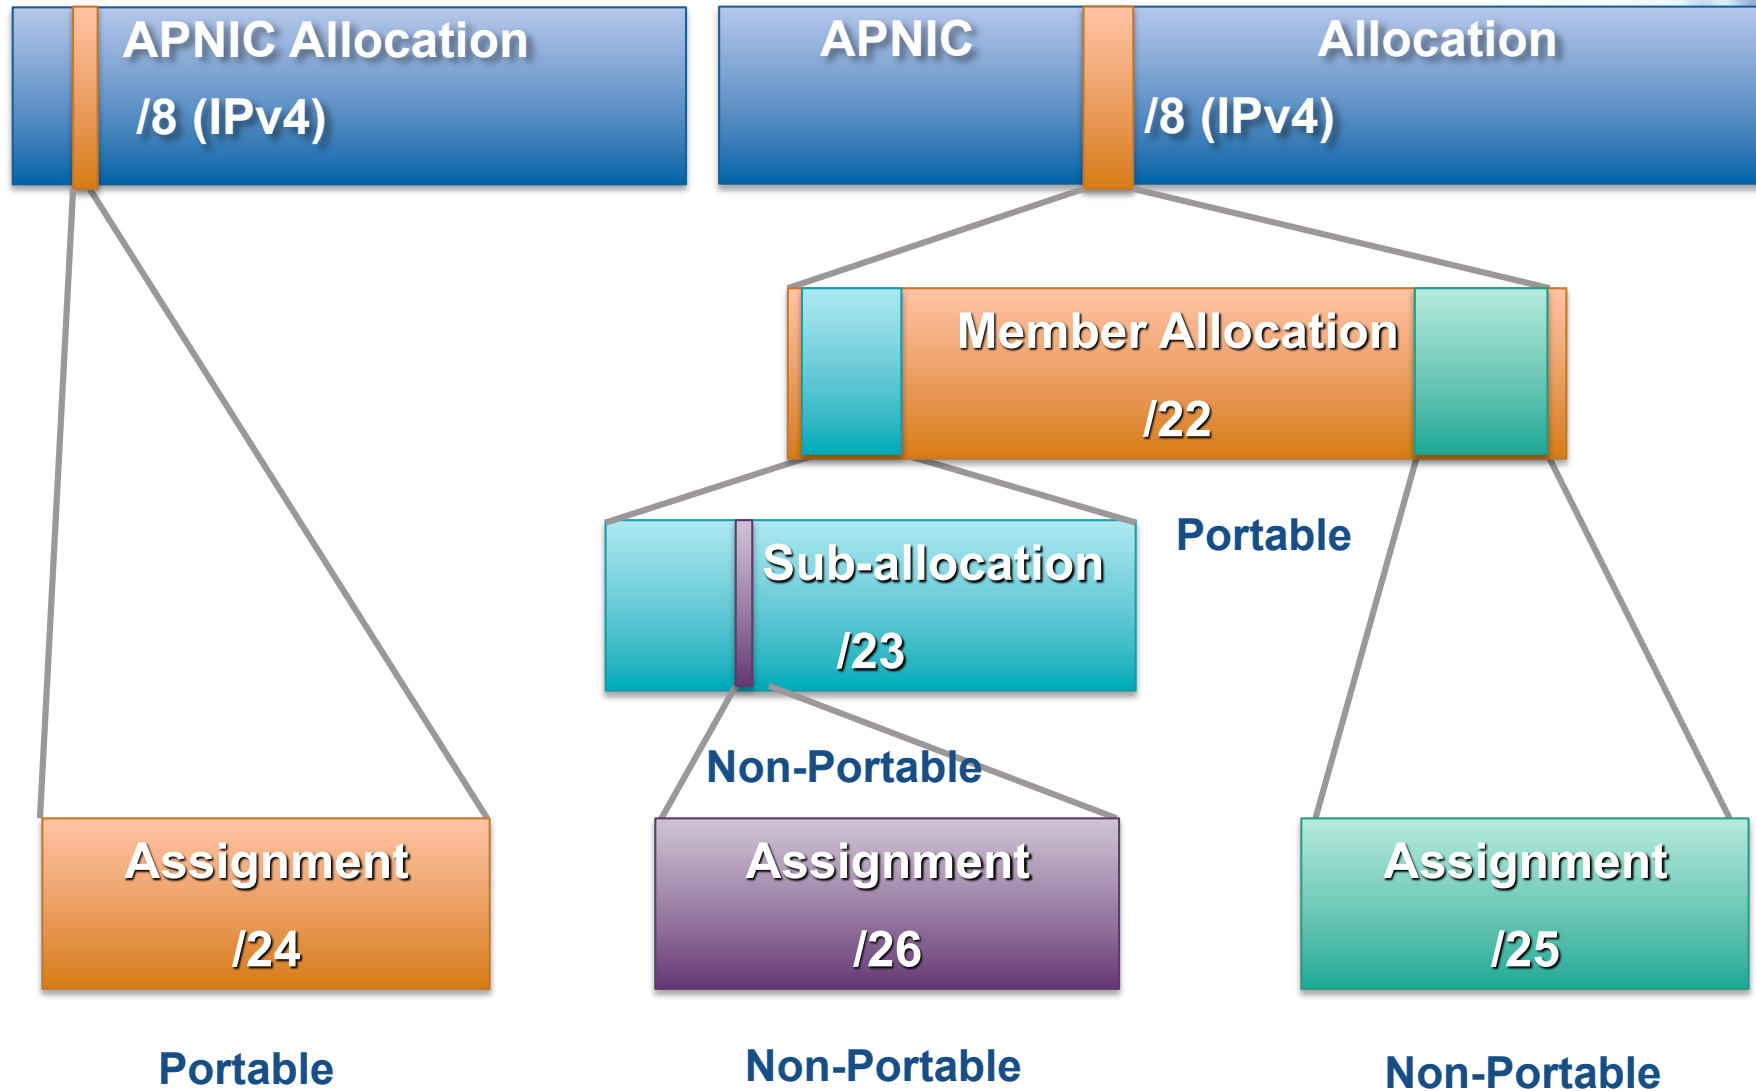 APNIC Allocation
/8 (IPv4)
APNIC Allocation
/8 (IPv4)
Member Allocation
/22
Portable
Sub-allocation
/23
Non-Portable
Assignment
/24
Assignment
/26
Assignment
/25
Portable
Non-Portable
Non-Portable